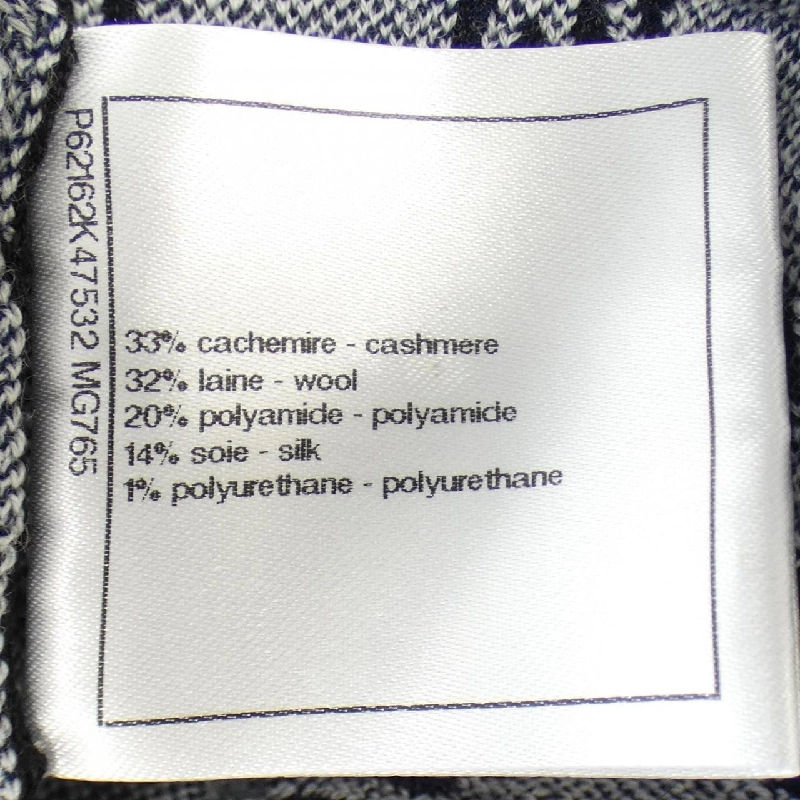 P62162K47532 MG765
33% cachemire - cashmere
32% laine - wool
20% polyamide - polyamide
14% soie - silk
1% polyurethane - polyurethane